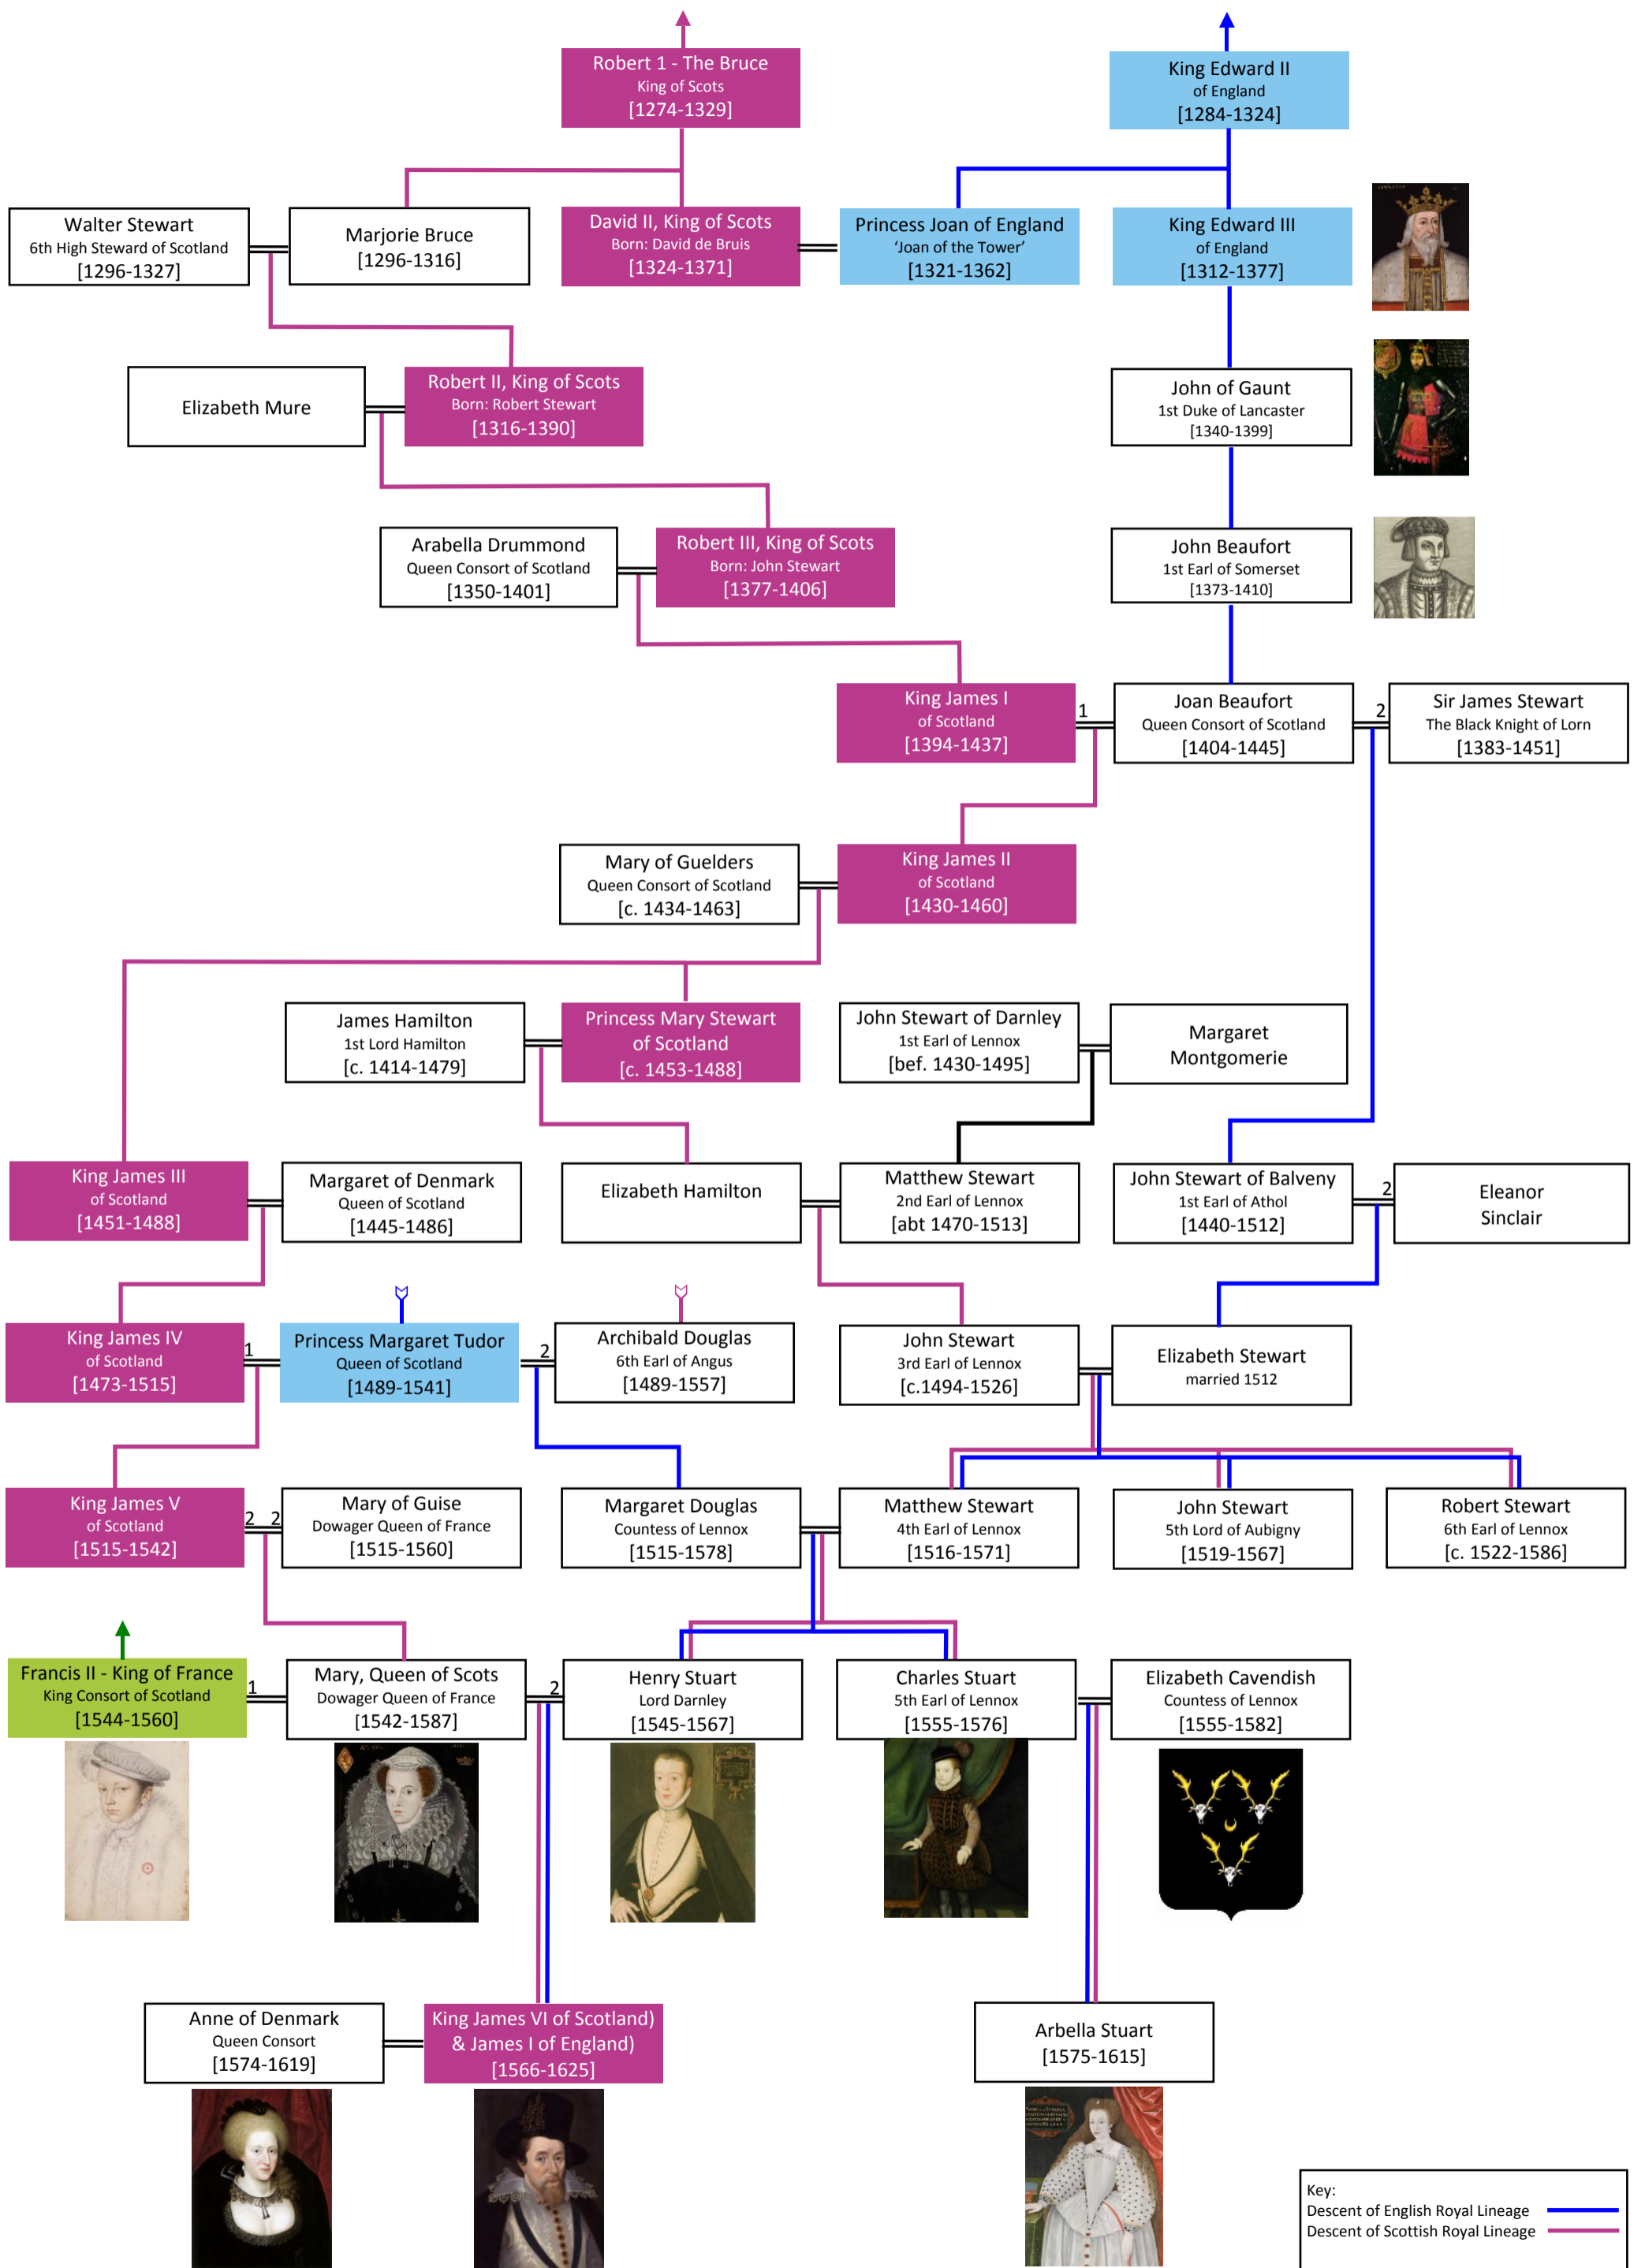 Robert 1 - The Bruce
King of Scots
[1274-1329]
King Edward II
of England
[1284-1324]
Walter Stewart
6th High Steward of Scotland
[1296-1327]
Marjorie Bruce
[1296-1316]
David II, King of Scots
Born: David de Bruis
[1324-1371]
Princess Joan of England
'Joan of the Tower'
[1321-1362]
King Edward III
of England
[1312-1377]
Elizabeth Mure
Robert II, King of Scots
Born: Robert Stewart
[1316-1390]
John of Gaunt
1st Duke of Lancaster
[1340-1399]
Arabella Drummond
Queen Consort of Scotland
[1350-1401]
Robert III, King of Scots
Born: John Stewart
[1377-1406]
John Beaufort
1st Earl of Somerset
[1373-1410]
King James I
of Scotland
[1394-1437]
1
Joan Beaufort
Queen Consort of Scotland
[1404-1445]
2
Sir James Stewart
The Black Knight of Lorn
[1383-1451]
Mary of Guelders
Queen Consort of Scotland
[c. 1434-1463]
King James II
of Scotland
[1430-1460]
James Hamilton
1st Lord Hamilton
[c. 1414-1479]
Princess Mary Stewart
of Scotland
[c. 1453-1488]
John Stewart of Darnley
1st Earl of Lennox
[bef. 1430-1495]
Margaret
Montgomerie
King James III
of Scotland
[1451-1488]
Margaret of Denmark
Queen of Scotland
[1445-1486]
Elizabeth Hamilton
Matthew Stewart
2nd Earl of Lennox
[abt 1470-1513]
John Stewart of Balveny
1st Earl of Athol
[1440-1512]
2
Eleanor
Sinclair
King James IV
of Scotland
[1473-1515]
1
Princess Margaret Tudor
Queen of Scotland
[1489-1541]
2
Archibald Douglas
6th Earl of Angus
[1489-1557]
John Stewart
3rd Earl of Lennox
[c.1494-1526]
Elizabeth Stewart
married 1512
King James V
of Scotland
[1515-1542]
2 2
Mary of Guise
Dowager Queen of France
[1515-1560]
Margaret Douglas
Countess of Lennox
[1515-1578]
Matthew Stewart
4th Earl of Lennox
[1516-1571]
John Stewart
5th Lord of Aubigny
[1519-1567]
Robert Stewart
6th Earl of Lennox
[c. 1522-1586]
Francis II - King of France
King Consort of Scotland
[1544-1560]
1
Mary, Queen of Scots
Dowager Queen of France
[1542-1587]
2
Henry Stuart
Lord Darnley
[1545-1567]
Charles Stuart
5th Earl of Lennox
[1555-1576]
Elizabeth Cavendish
Countess of Lennox
[1555-1582]
Anne of Denmark
Queen Consort
[1574-1619]
King James VI of Scotland)
& James I of England)
[1566-1625]
Arbella Stuart
[1575-1615]
Key:
Descent of English Royal Lineage
Descent of Scottish Royal Lineage